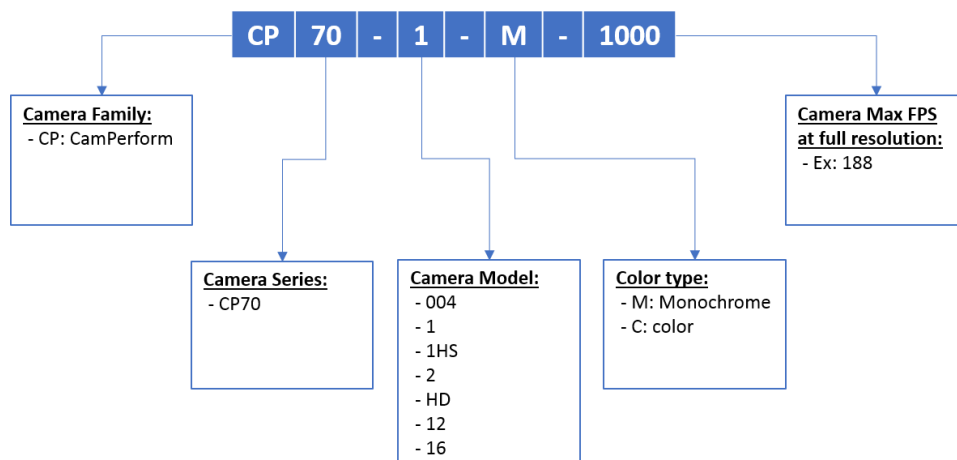 CP 70 - 1 - M - 1000
Camera Family:
- CP: CamPerform
Camera Max FPS
at full resolution:
- Ex: 188
Camera Series:
- CP70
Camera Model:
- 004
- 1
- 1HS
- 2
- HD
- 12
- 16
Color type:
- M: Monochrome
- C: color